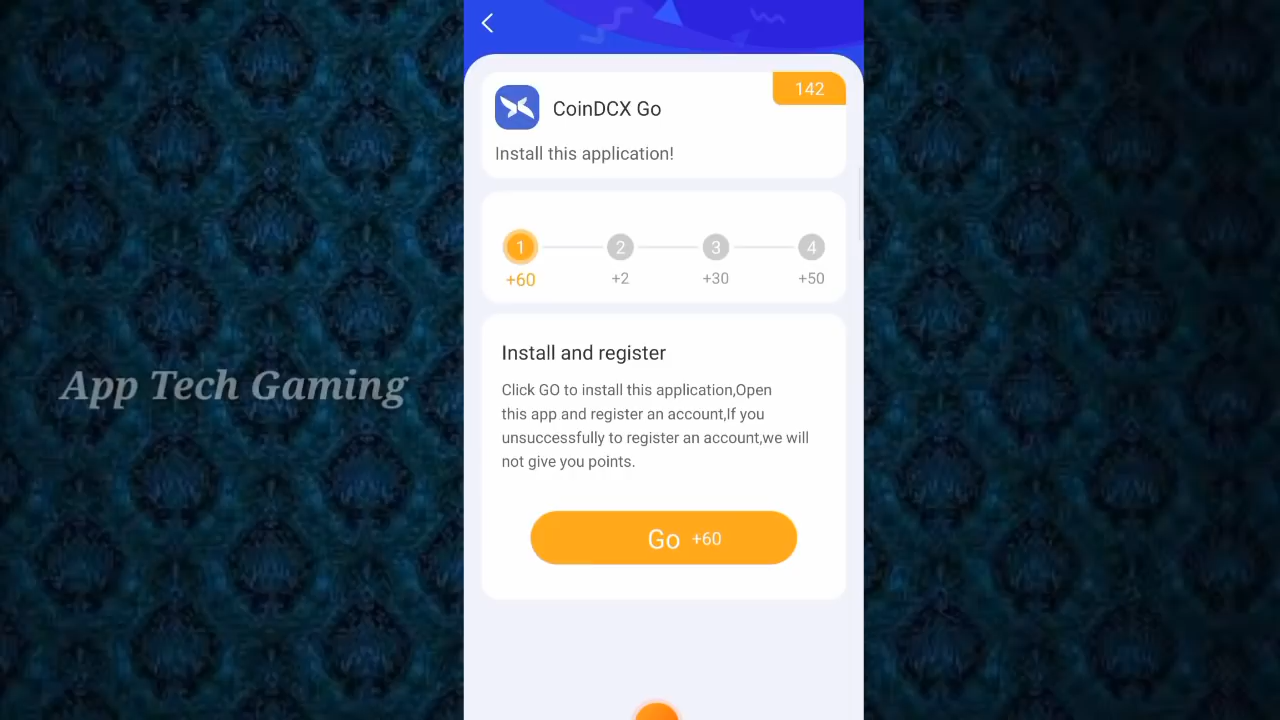 142
CoinDCX Go
Install this application!
1 2 3 4
+60 +2 +30 +50
Install and register
Click GO to install this application,Open
this app and register an account,If you
unsuccessfully to register an account,we will
not give you points.
Go +60
App Tech Gaming